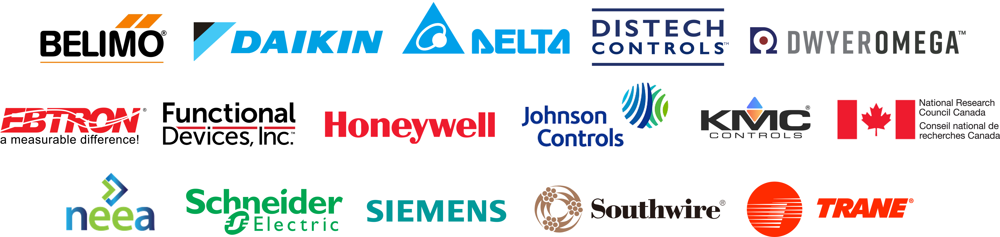 BELIMO®
DAIKIN
DELTA
DISTECH
CONTROLS™
DWYEROMEGA™
EBTRON®
a measurable difference!
Functional
Devices, Inc.™
Honeywell
Johnson
Controls
KMC®
CONTROLS
National Research
Council Canada
Conseil national de
recherches Canada
neea
Schneider
Electric
SIEMENS
Southwire®
TRANE®